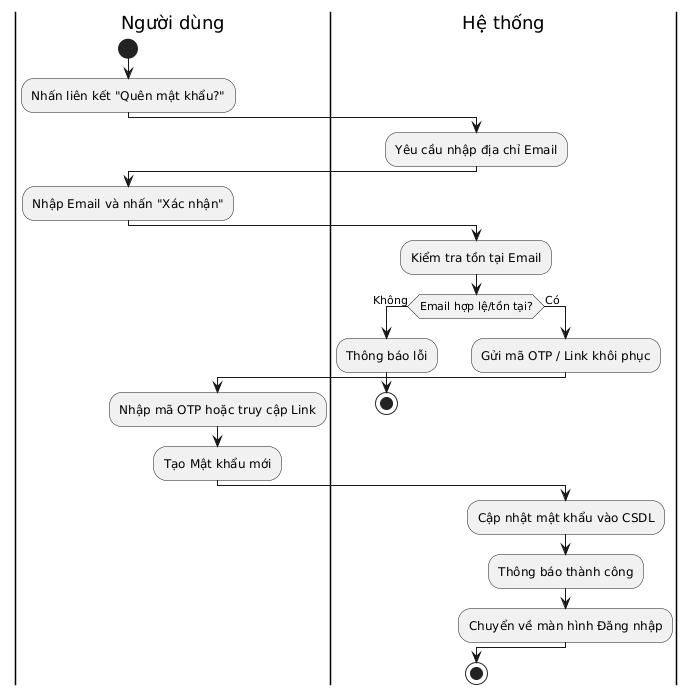 Người dùng
Hệ thống
Nhấn liên kết "Quên mật khẩu?"
Yêu cầu nhập địa chỉ Email
Nhập Email và nhấn "Xác nhận"
Kiểm tra tồn tại Email
Không
Email hợp lệ/tồn tại?
Có
Thông báo lỗi
Gửi mã OTP / Link khôi phục
Nhập mã OTP hoặc truy cập Link
Tạo Mật khẩu mới
Cập nhật mật khẩu vào CSDL
Thông báo thành công
Chuyển về màn hình Đăng nhập